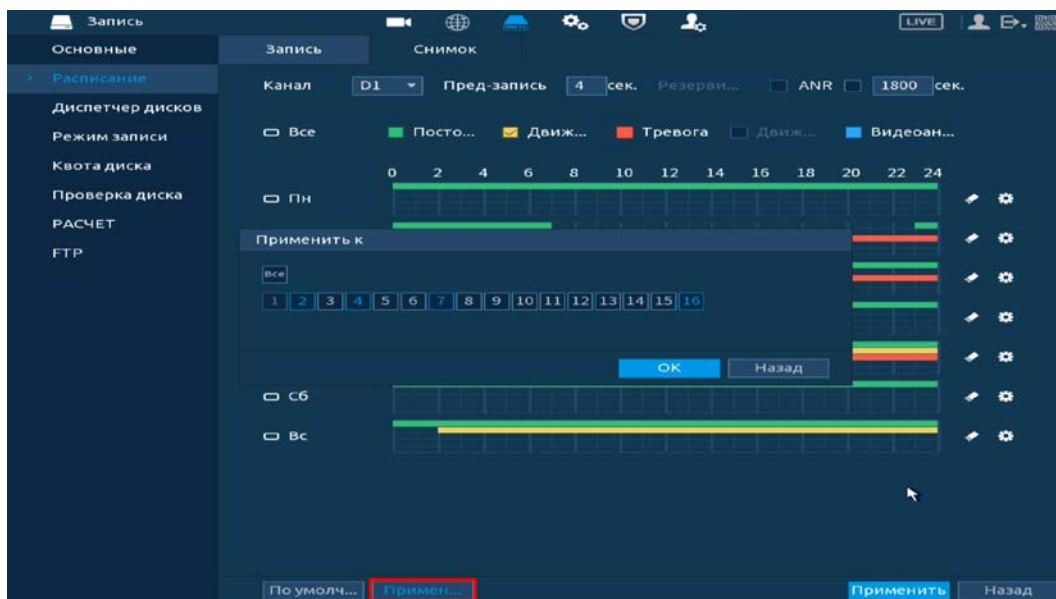 Запись
LIVE
Основные
Расписание
Диспетчер дисков
Режим записи
Квота диска
Проверка диска
РАСЧЕТ
FTP
Запись Снимок
Канал D1 Пред-запись 4 сек. Резерви... ANR 1800 сек.
Все Посто... Движ... Тревога Движ... Видеоан...
0 2 4 6 8 10 12 14 16 18 20 22 24
Пн
Применить к
Все
1 2 3 4 5 6 7 8 9 10 11 12 13 14 15 16
OK Назад
Сб
Вс
По умолч... Примен... Применить Назад